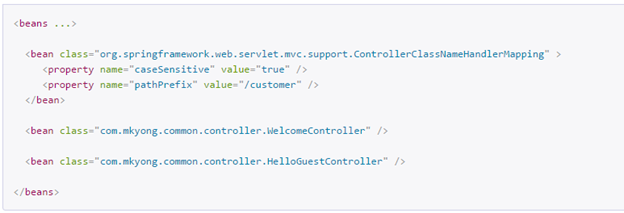 <beans ...>
<bean class="org.springframework.web.servlet.mvc.support.ControllerClassNameHandlerMapping" >
<property name="caseSensitive" value="true" />
<property name="pathPrefix" value="/customer" />
</bean>
<bean class="com.mkyong.common.controller.WelcomeController" />
<bean class="com.mkyong.common.controller.HelloGuestController" />
</beans>